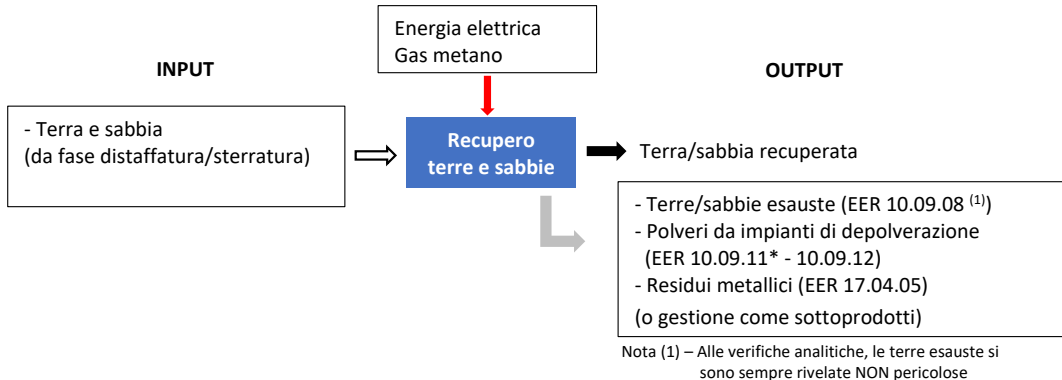 Energia elettrica
Gas metano
INPUT
OUTPUT
- Terra e sabbia
(da fase distaffatura/sterratura)
Recupero
terre e sabbie
Terra/sabbia recuperata
- Terre/sabbie esauste (EER 10.09.08 (1))
- Polveri da impianti di depolverazione
(EER 10.09.11* - 10.09.12)
- Residui metallici (EER 17.04.05)
(o gestione come sottoprodotti)
Nota (1) – Alle verifiche analitiche, le terre esauste si
sono sempre rivelate NON pericolose